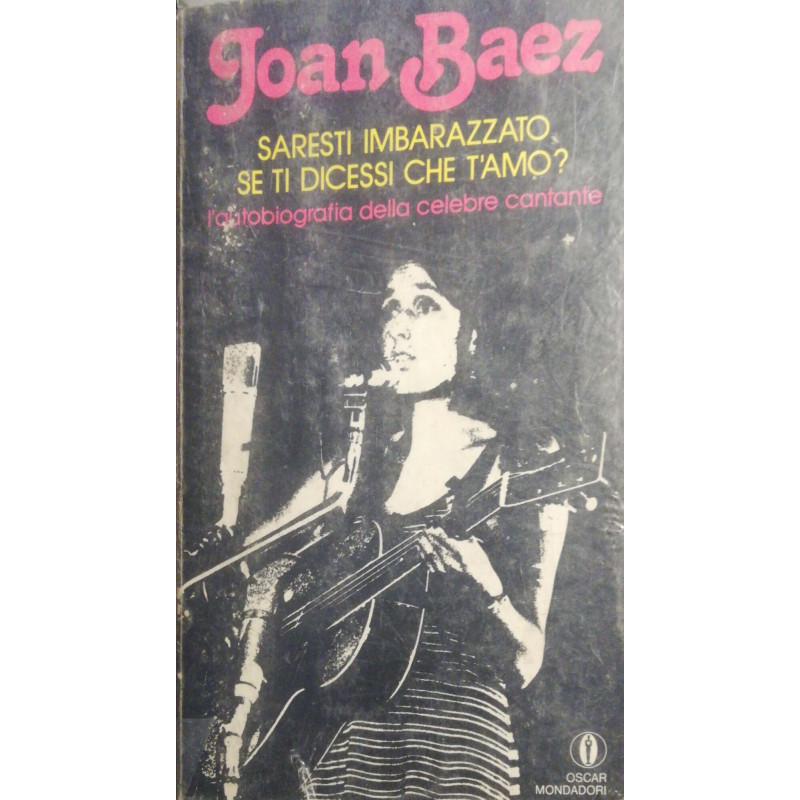 Joan Baez
SARESTI IMBARAZZATO
SE TI DICESSI CHE T'AMO?
l'autobiografia della celebre cantante
OSCAR
MONDADORI